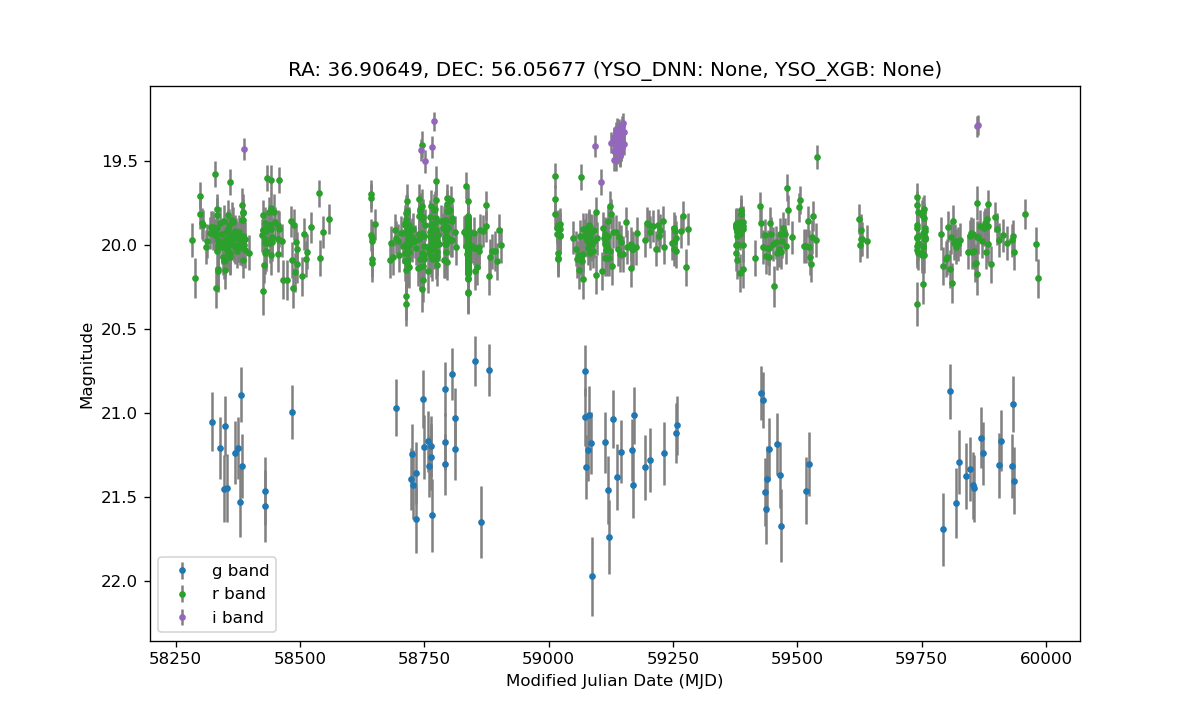 RA: 36.90649, DEC: 56.05677 (YSO_DNN: None, YSO_XGB: None)
Magnitude
19.5
20.0
20.5
21.0
21.5
22.0
g band
r band
i band
58250 58500 58750 59000 59250 59500 59750 60000
Modified Julian Date (MJD)